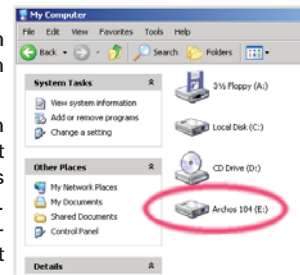 My Computer
File Edit View Favorites Tools Help
Back Search Folders
System Tasks
View system information
Add or remove programs
Change a setting
Other Places
My Network Places
My Documents
Shared Documents
Control Panel
Details
3½ Floppy (A:)
Local Disk (C:)
CD Drive (D:)
Archos 104 (E:)